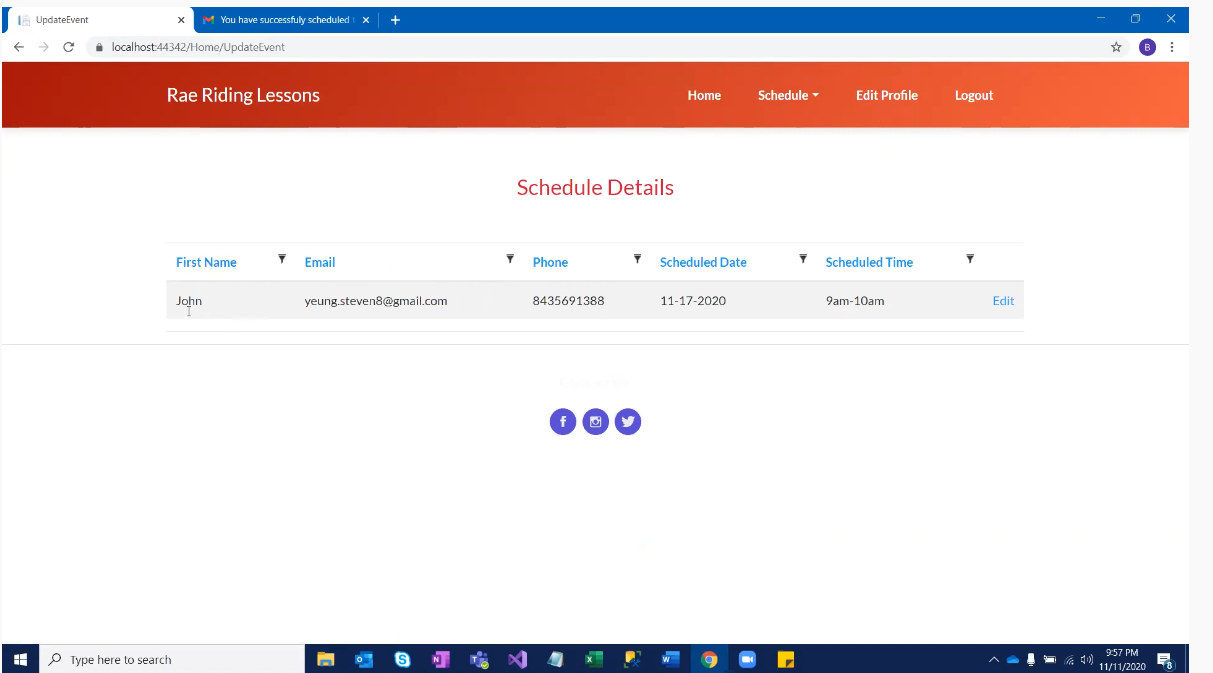 UpdateEvent
You have successfuly scheduled t
localhost:44342/Home/UpdateEvent
B
Rae Riding Lessons
Home
Schedule
Edit Profile
Logout
Schedule Details
First Name
Email
Phone
Scheduled Date
Scheduled Time
John
yeung.steven8@gmail.com
8435691388
11-17-2020
9am-10am
Edit
Type here to search
9:57 PM
11/11/2020
8